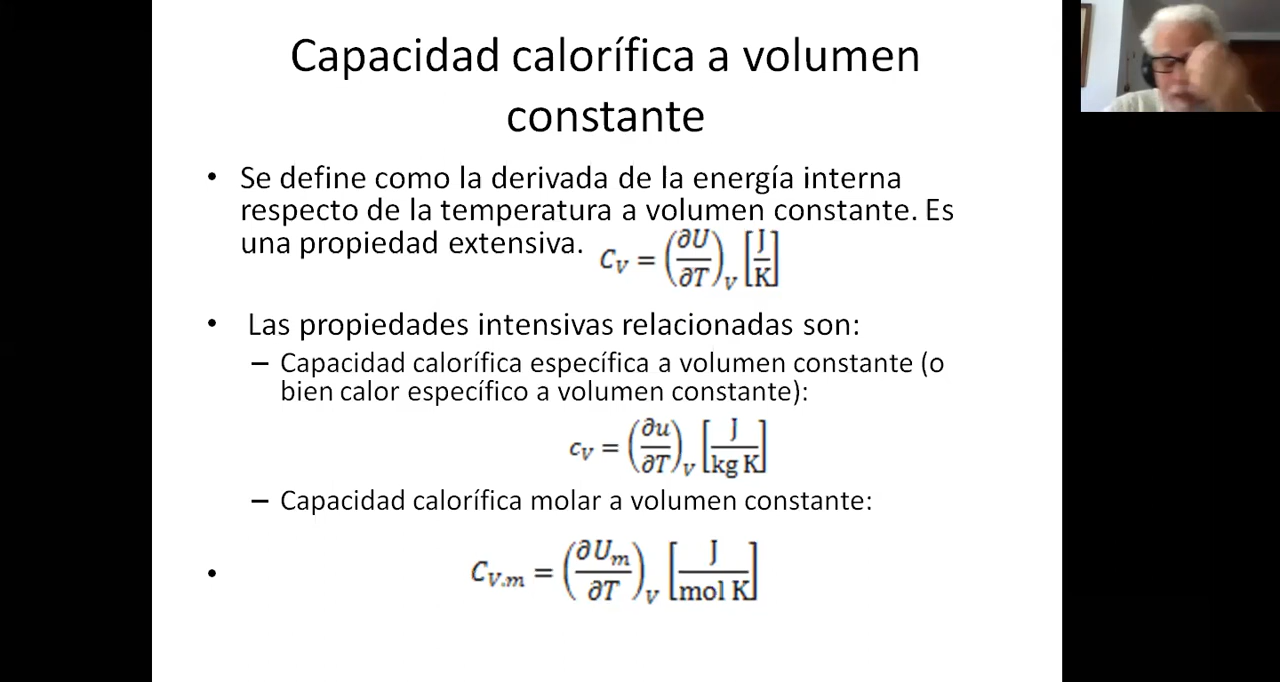 Capacidad calorífica a volumen
constante
• Se define como la derivada de la energía interna
respecto de la temperatura a volumen constante. Es
una propiedad extensiva. C_V = (∂U/∂T)_V [J/K]
• Las propiedades intensivas relacionadas son:
– Capacidad calorífica específica a volumen constante (o
bien calor específico a volumen constante):
c_V = (∂u/∂T)_V [J/kg K]
– Capacidad calorífica molar a volumen constante:
• C_V.m = (∂U_m/∂T)_V [J/mol K]